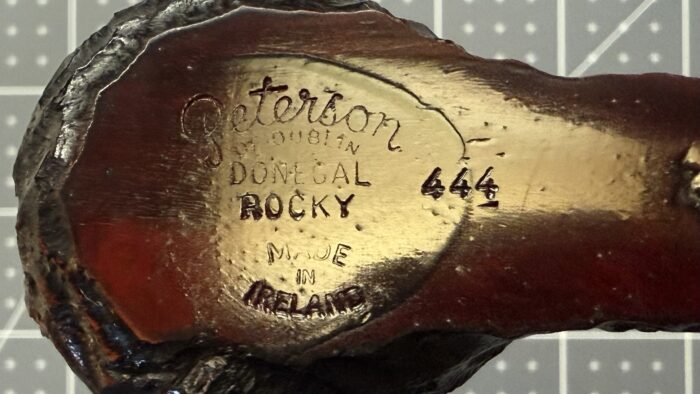 Peterson
OF DUBLIN
DONEGAL
ROCKY
444
MADE
IN
IRELAND